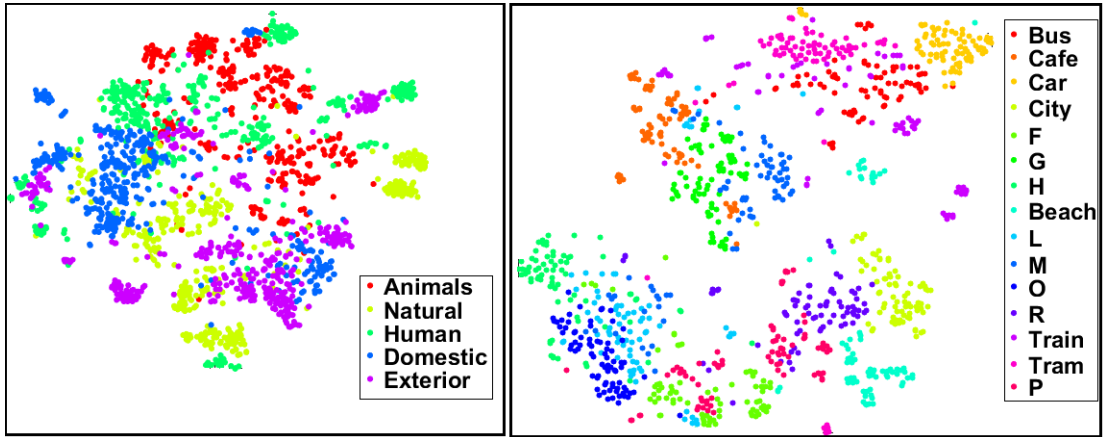 Animals
Natural
Human
Domestic
Exterior
Bus
Cafe
Car
City
F
G
H
Beach
L
M
O
R
Train
Tram
P